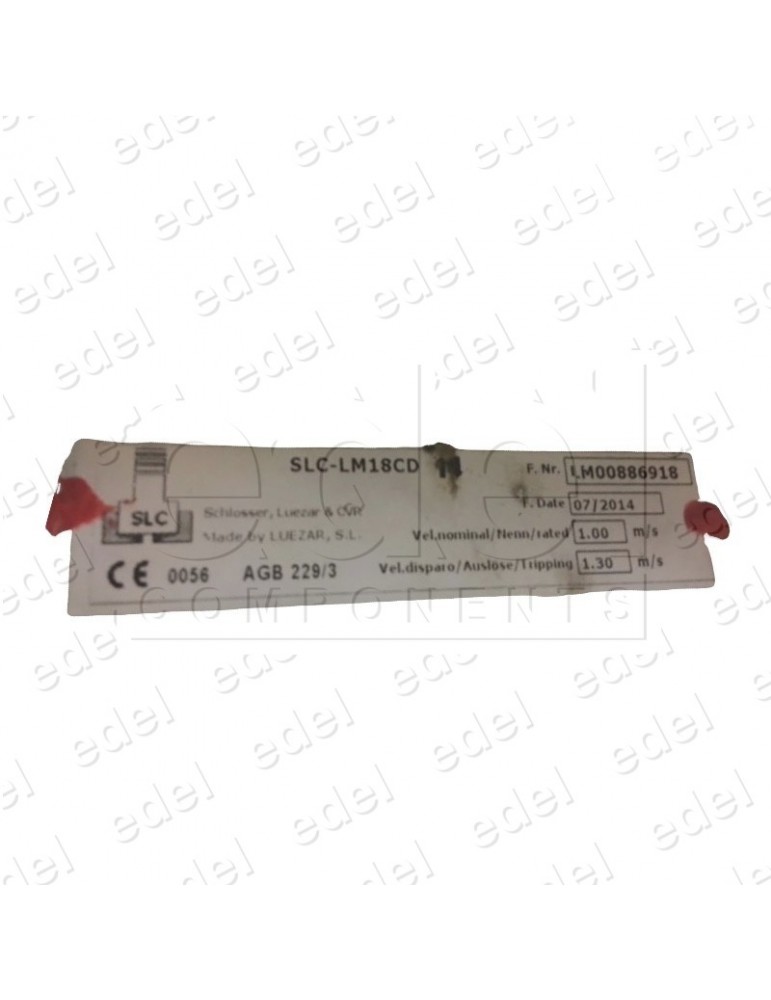 SLC-LM18CD 11 F. Nr. LM00886918
SLC Schlosser, Luezar & CVR F. Date 07/2014
Made by LUEZAR, S.L. Vel.nominal/Nenn/rated 1.00 m/s
CE 0056 AGB 229/3 Vel.disparo/Auslöse/Tripping 1.30 m/s
edel
COMPONENTS